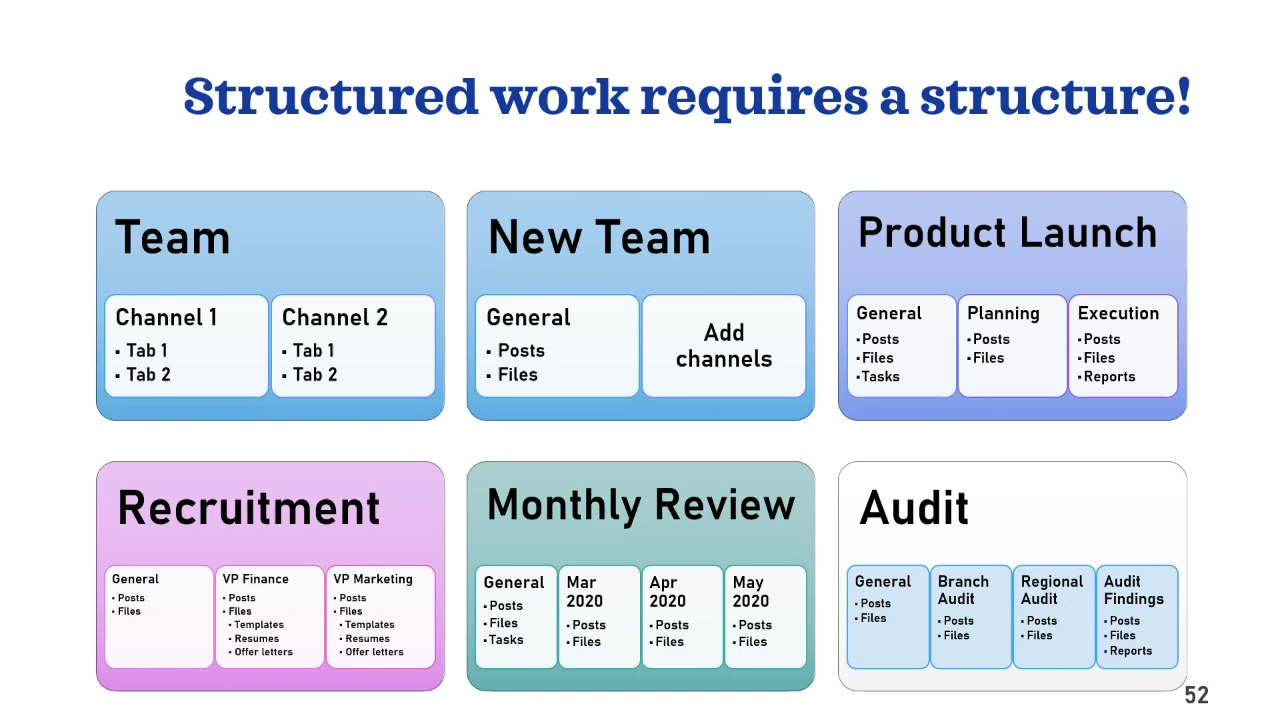 Structured work requires a structure!
Team
Channel 1
▪ Tab 1
▪ Tab 2
Channel 2
▪ Tab 1
▪ Tab 2
New Team
General
▪ Posts
▪ Files
Add
channels
Product Launch
General
▪ Posts
▪ Files
▪ Tasks
Planning
▪ Posts
▪ Files
Execution
▪ Posts
▪ Files
▪ Reports
Recruitment
General
▪ Posts
▪ Files
VP Finance
▪ Posts
▪ Files
▪ Templates
▪ Resumes
▪ Offer letters
VP Marketing
▪ Posts
▪ Files
▪ Templates
▪ Resumes
▪ Offer letters
Monthly Review
General
▪ Posts
▪ Files
▪ Tasks
Mar
2020
▪ Posts
▪ Files
Apr
2020
▪ Posts
▪ Files
May
2020
▪ Posts
▪ Files
Audit
General
▪ Posts
▪ Files
Branch
Audit
▪ Posts
▪ Files
Regional
Audit
▪ Posts
▪ Files
Audit
Findings
▪ Posts
▪ Files
▪ Reports
52